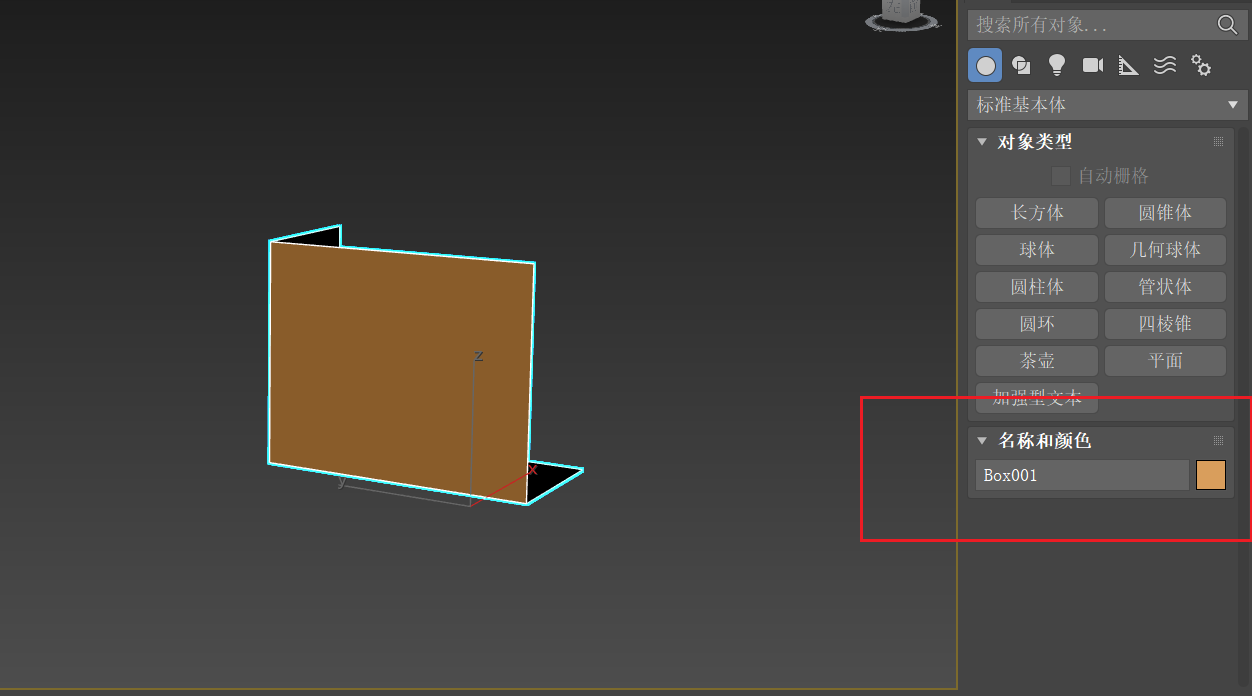 搜索所有对象...
标准基本体
对象类型
自动栅格
长方体 圆锥体
球体 几何球体
圆柱体 管状体
圆环 四棱锥
茶壶 平面
加强型文本
名称和颜色
Box001
z
x
y